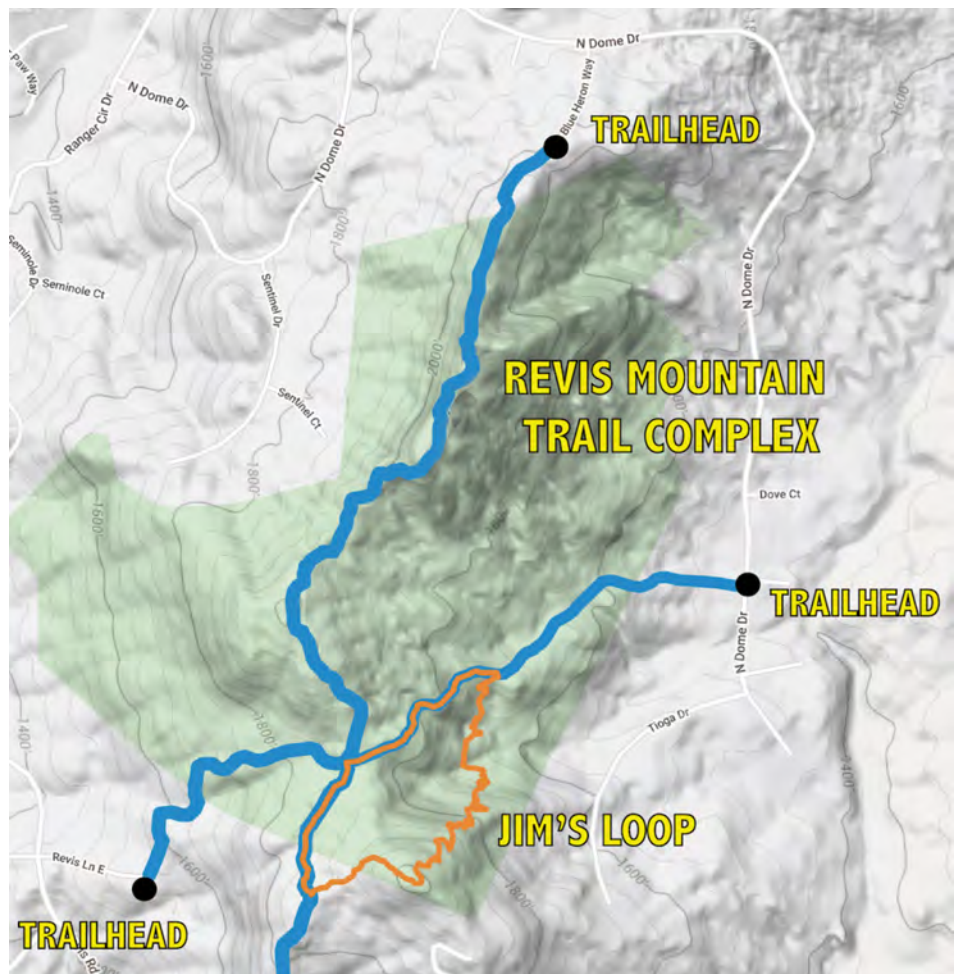 Paw Way
1600'
N Dome Dr
N Dome Dr
Blue Heron Way
TRAILHEAD
Ranger Cir Dr
N Dome Dr
1600
1400'
1800'
Seminole Dr
Seminole Ct
Sentinel Dr
N Dome Dr
2000
REVIS MOUNTAIN
TRAIL COMPLEX
Sentinel Ct
1800'
1600'
Dove Ct
TRAILHEAD
N Dome Dr
Tioga Dr
1400'
1800'
1400'
JIM'S LOOP
Revis Ln E
1600'
1600'
1800'
TRAILHEAD